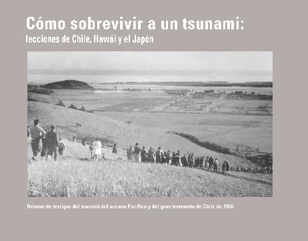 Cómo sobrevivir a un tsunami:
lecciones de Chile, Hawái y el Japón
Relatos de testigos del tsunami del océano Pacífico y del gran terremoto de Chile de 1960